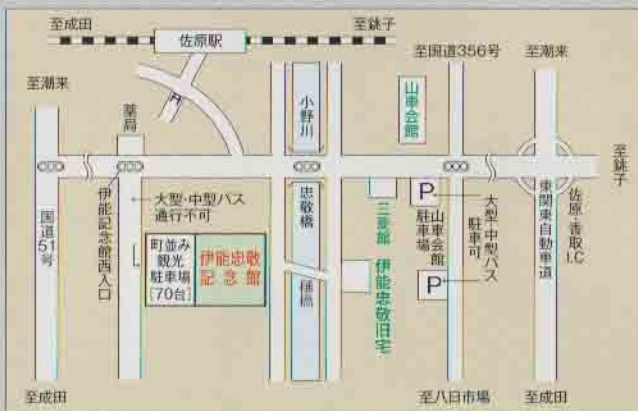 至成田
至銚子
佐原駅
至潮来
至国道356号
至潮来
薬局
小野川
山車会館
至銚子
国道51号
伊能記念館西入口
大型・中型バス
通行不可
忠敬橋
三菱館
P
山車会館
駐車場
大型・中型バス
駐車可
東関東自動車道
佐原・香取
I.C
町並み
観光
駐車場
[70台]
伊能忠敬
記念館
樋橋
伊能忠敬旧宅
P
至成田
至八日市場
至成田